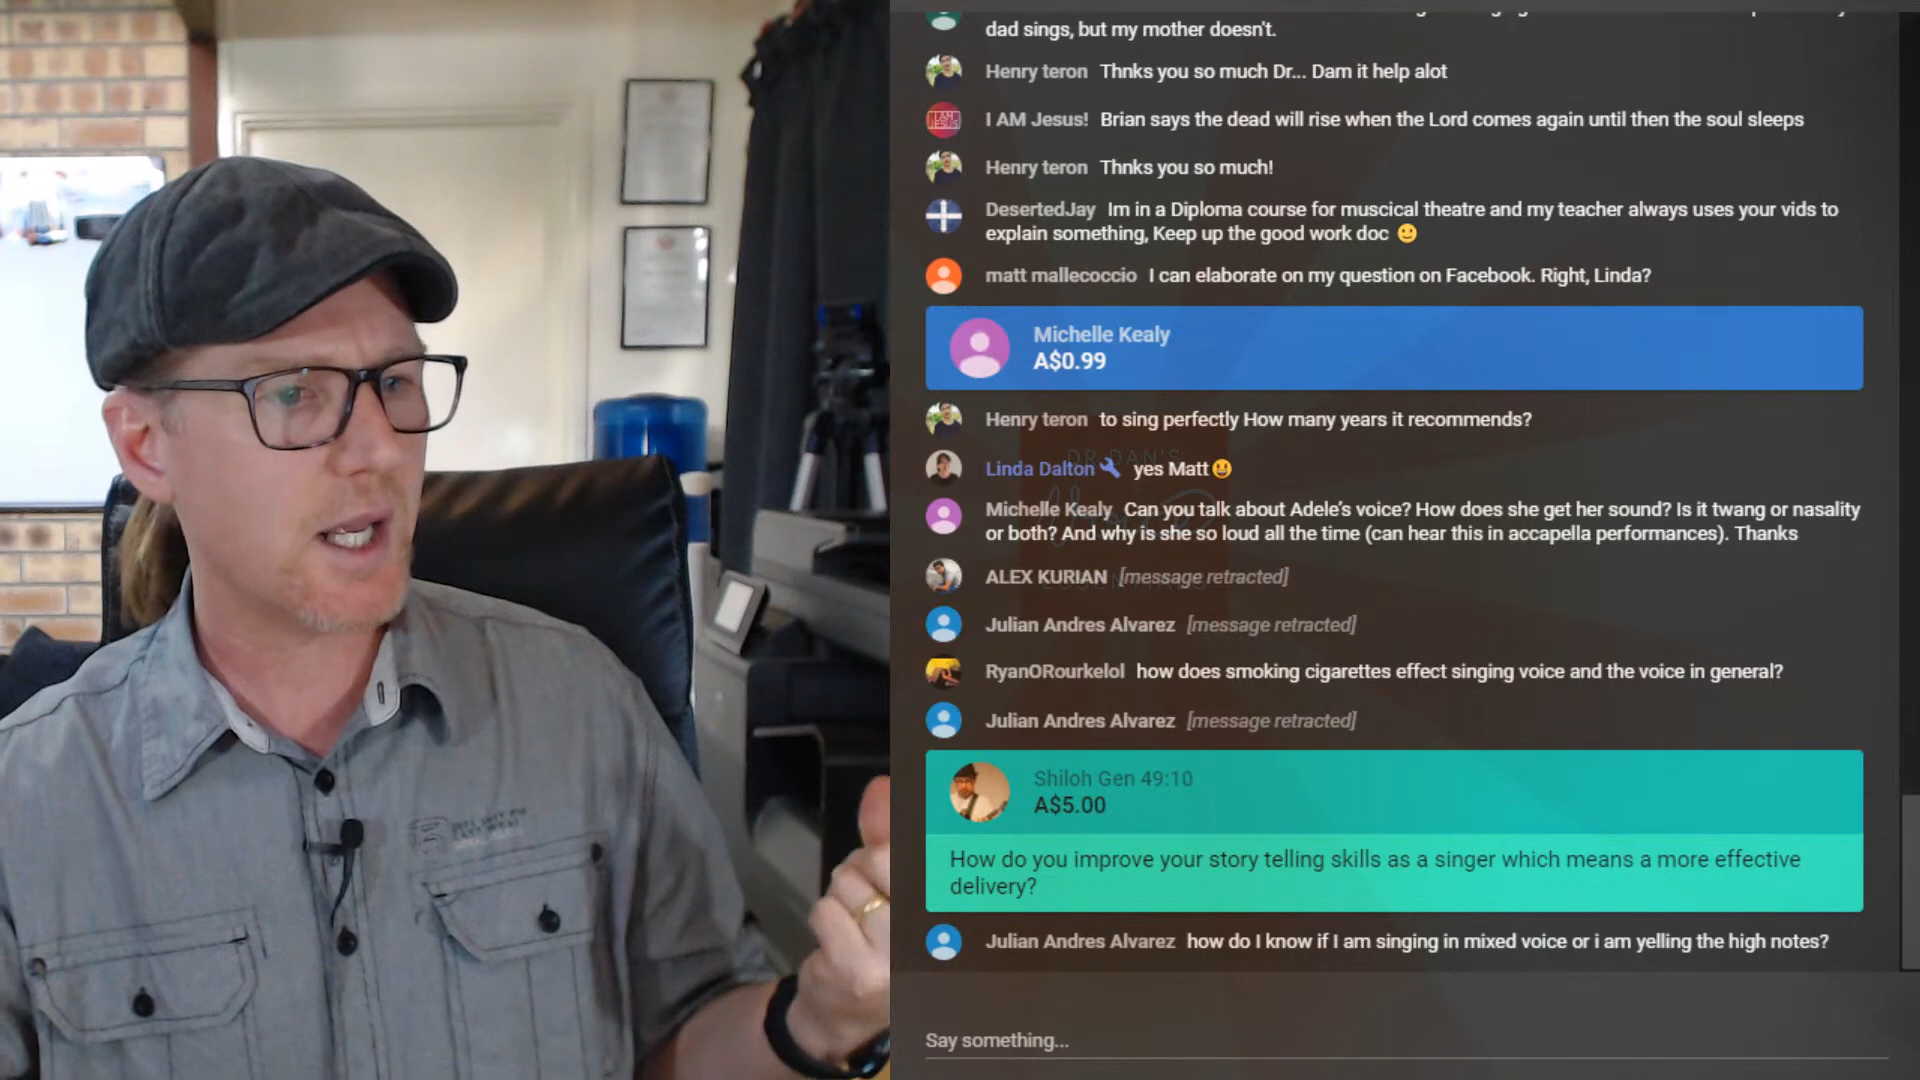 dad sings, but my mother doesn't.
Henry teron Thnks you so much Dr... Dam it help alot
I AM JESUS
I AM Jesus! Brian says the dead will rise when the Lord comes again until then the soul sleeps
Henry teron Thnks you so much!
DesertedJay Im in a Diploma course for muscical theatre and my teacher always uses your vids to
explain something, Keep up the good work doc 🙂
matt mallecoccio I can elaborate on my question on Facebook. Right, Linda?
Michelle Kealy
A$0.99
Henry teron to sing perfectly How many years it recommends?
DR DAN'S
Linda Dalton yes Matt😃
Michelle Kealy Can you talk about Adele's voice? How does she get her sound? Is it twang or nasality
or both? And why is she so loud all the time (can hear this in accapella performances). Thanks
ALEX KURIAN [message retracted]
Julian Andres Alvarez [message retracted]
RyanORourkelol how does smoking cigarettes effect singing voice and the voice in general?
Julian Andres Alvarez [message retracted]
Shiloh Gen 49:10
A$5.00
How do you improve your story telling skills as a singer which means a more effective
delivery?
Julian Andres Alvarez how do I know if I am singing in mixed voice or i am yelling the high notes?
Say something...